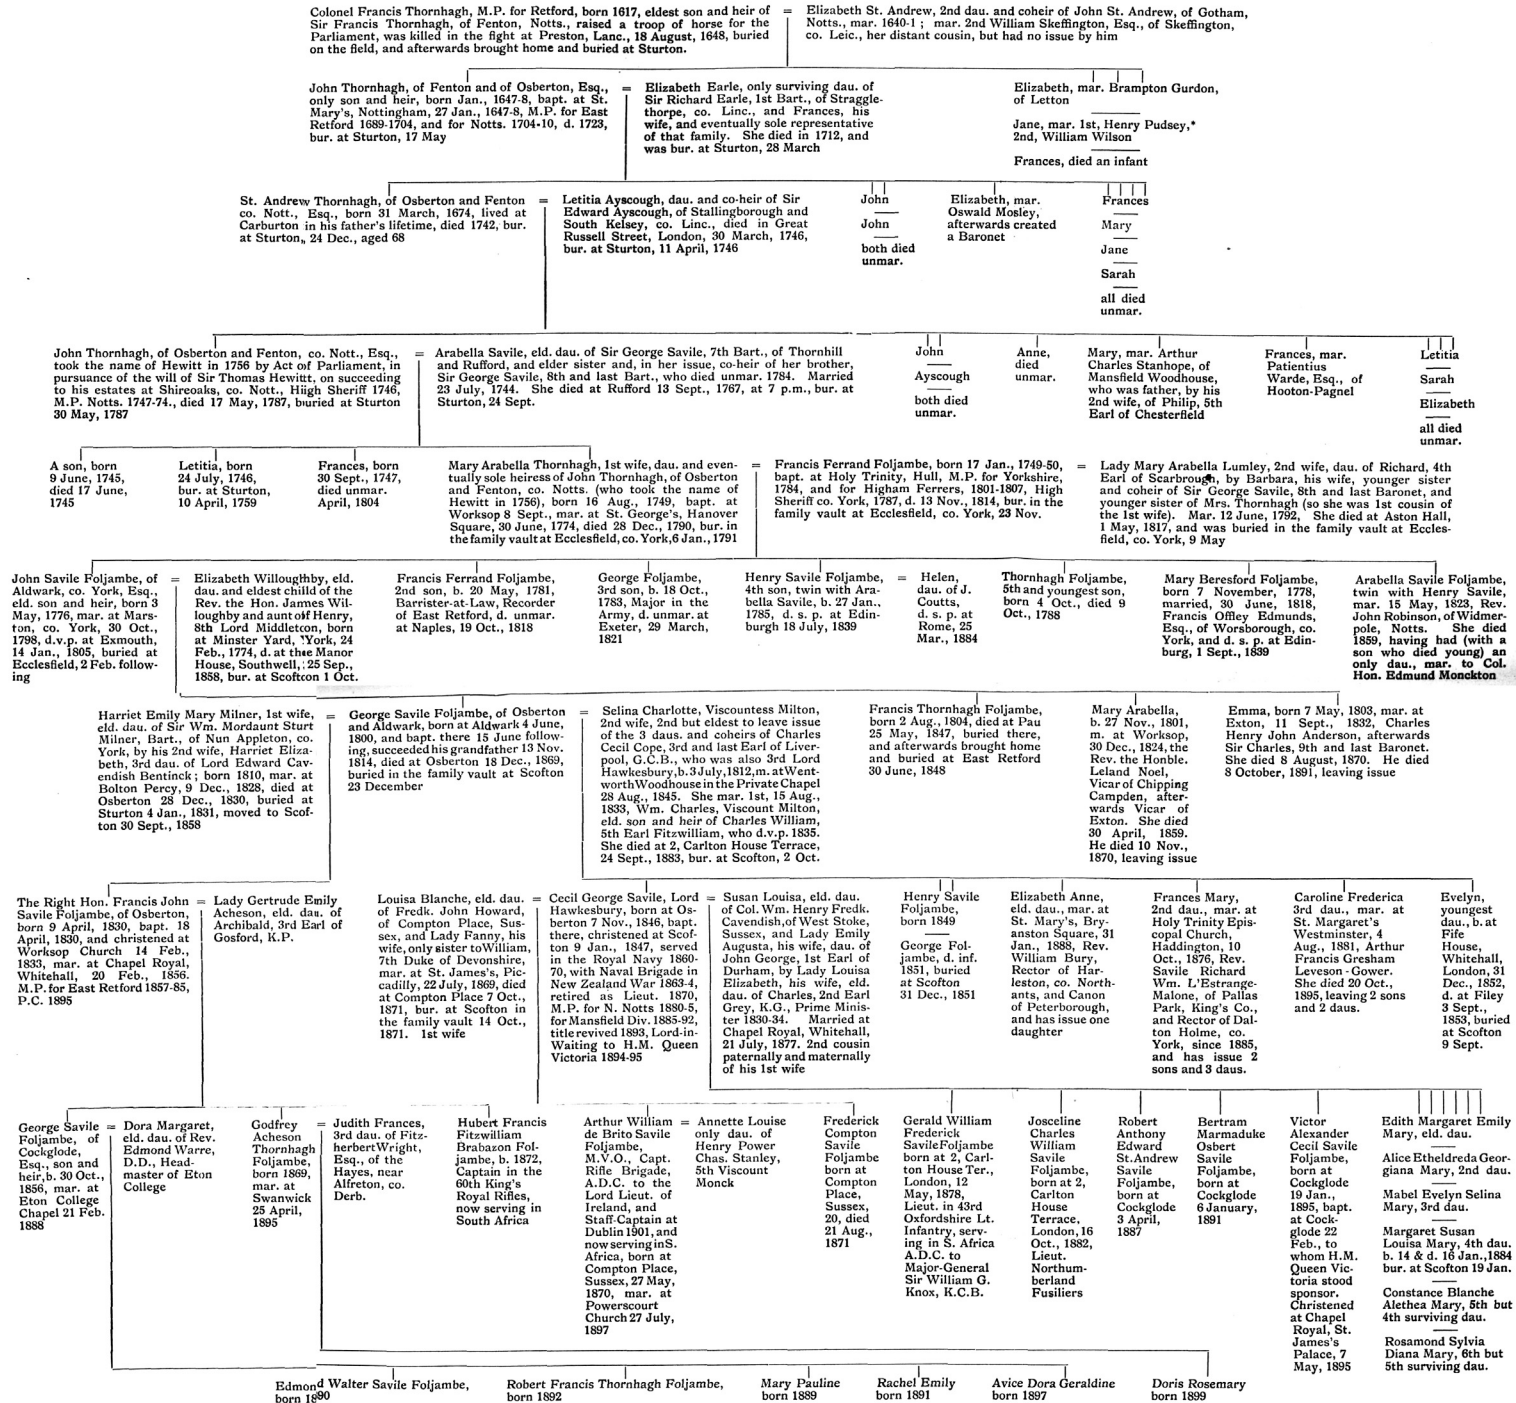 Colonel Francis Thornhagh, M.P. for Retford, born 1617, eldest son and heir of
Sir Francis Thornhagh, of Fenton, Notts., raised a troop of horse for the
Parliament, was killed in the fight at Preston, Lanc., 18 August, 1648, buried
on the field, and afterwards brought home and buried at Sturton.
=
Elizabeth St. Andrew, 2nd dau. and coheir of John St. Andrew, of Gotham,
Notts., mar. 1640-1 ; mar. 2nd William Skeffington, Esq., of Skeffington,
co. Leic., her distant cousin, but had no issue by him
John Thornhagh, of Fenton and of Osberton, Esq.,
only son and heir, born Jan., 1647-8, bapt. at St.
Mary's, Nottingham, 27 Jan., 1647-8, M.P. for East
Retford 1689-1704, and for Notts. 1704-10, d. 1723,
bur. at Sturton, 17 May
=
Elizabeth Earle, only surviving dau. of
Sir Richard Earle, 1st Bart., of Straggle-
thorpe, co. Linc., and Frances, his
wife, and eventually sole representative
of that family. She died in 1712, and
was bur. at Sturton, 28 March
Elizabeth, mar. Brampton Gurdon,
of Letton
Jane, mar. 1st, Henry Pudsey,*
2nd, William Wilson
Frances, died an infant
St. Andrew Thornhagh, of Osberton and Fenton
co. Nott., Esq., born 31 March, 1674, lived at
Carburton in his father's lifetime, died 1742, bur.
at Sturton,, 24 Dec., aged 68
=
Letitia Ayscough, dau. and co-heir of Sir
Edward Ayscough, of Stallingborough and
South Kelsey, co. Linc., died in Great
Russell Street, London, 30 March, 1746,
bur. at Sturton, 11 April, 1746
John
John
both died
unmar.
Elizabeth, mar.
Oswald Mosley,
afterwards created
a Baronet
Frances
Mary
Jane
Sarah
all died
unmar.
John Thornhagh, of Osberton and Fenton, co. Nott., Esq.,
took the name of Hewitt in 1756 by Act of Parliament, in
pursuance of the will of Sir Thomas Hewitt, on succeeding
to his estates at Shireoaks, co. Nott., High Sheriff 1746,
M.P. Notts. 1747-74., died 17 May, 1787, buried at Sturton
30 May, 1787
=
Arabella Savile, eld. dau. of Sir George Savile, 7th Bart., of Thornhill
and Rufford, and elder sister and, in her issue, co-heir of her brother,
Sir George Savile, 8th and last Bart., who died unmar. 1784. Married
23 July, 1744. She died at Rufford 13 Sept., 1767, at 7 p.m., bur. at
Sturton, 24 Sept.
John
Ayscough
both died
unmar.
Anne,
died
unmar.
Mary, mar. Arthur
Charles Stanhope, of
Mansfield Woodhouse,
who was father, by his
2nd wife, of Philip, 5th
Earl of Chesterfield
Frances, mar.
Patientius
Warde, Esq., of
Hooton-Pagnel
Letitia
Sarah
Elizabeth
all died
unmar.
A son, born
9 June, 1745,
died 17 June,
1745
Letitia, born
24 July, 1746,
bur. at Sturton,
10 April, 1759
Frances, born
30 Sept., 1747,
died unmar.
April, 1804
Mary Arabella Thornhagh, 1st wife, dau. and even-
tually sole heiress of John Thornhagh, of Osberton
and Fenton, co. Notts. (who took the name of
Hewitt in 1756), born 16 Aug., 1749, bapt. at
Worksop 8 Sept., mar. at St. George's, Hanover
Square, 30 June, 1774, died 28 Dec., 1790, bur. in
the family vault at Ecclesfield, co. York, 6 Jan., 1791
=
Francis Ferrand Foljambe, born 17 Jan., 1749-50,
bapt. at Holy Trinity, Hull, M.P. for Yorkshire,
1784, and for Higham Ferrers, 1801-1807, High
Sheriff co. York, 1787, d. 13 Nov., 1814, bur. in the
family vault at Ecclesfield, co. York, 23 Nov.
=
Lady Mary Arabella Lumley, 2nd wife, dau. of Richard, 4th
Earl of Scarbrough, by Barbara, his wife, younger sister
and coheir of Sir George Savile, 8th and last Baronet, and
younger sister of Mrs. Thornhagh (so she was 1st cousin of
the 1st wife). Mar. 12 June, 1792, She died at Aston Hall,
1 May, 1817, and was buried in the family vault at Eccles-
field, co. York, 9 May
John Savile Foljambe, of
Aldwark, co. York, Esq.,
eld. son and heir, born 3
May, 1776, mar. at Mars-
ton, co. York, 30 Oct.,
1798, d.v.p. at Exmouth,
14 Jan., 1805, buried at
Ecclesfield, 2 Feb. follow-
ing
=
Elizabeth Willoughby, eld.
dau. and eldest child of the
Rev. the Hon. James Wil-
loughby and aunt of Henry,
8th Lord Middleton, born
at Minster Yard, York, 24
Feb., 1774, d. at the Manor
House, Southwell, 25 Sep.,
1858, bur. at Scofton 1 Oct.
Francis Ferrand Foljambe,
2nd son, b. 20 May, 1781,
Barrister-at-Law, Recorder
of East Retford, d. unmar.
at Naples, 19 Oct., 1818
George Foljambe,
3rd son, b. 18 Oct.,
1783, Major in the
Army, d. unmar. at
Exeter, 29 March,
1821
Henry Savile Foljambe,
4th son, twin with Ara-
bella Savile, b. 27 Jan.,
1785, d. s. p. at Edin-
burgh 18 July, 1839
=
Helen,
dau. of J.
Coutts,
d. s. p. at
Rome, 25
Mar., 1884
Thornhagh Foljambe,
5th and youngest son,
born 4 Oct., died 9
Oct., 1788
Mary Beresford Foljambe,
born 7 November, 1778,
married, 30 June, 1818,
Francis Offley Edmunds,
Esq., of Worsborough, co.
York, and d. s. p. at Edin-
burg, 1 Sept., 1839
Arabella Savile Foljambe,
twin with Henry Savile,
mar. 15 May, 1823, Rev.
John Robinson, of Widmer-
pole, Notts. She died
1859, having had (with a
son who died young) an
only dau., mar. to Col.
Hon. Edmund Monckton
Harriet Emily Mary Milner, 1st wife,
eld. dau. of Sir Wm. Mordaunt Sturt
Milner, Bart., of Nun Appleton, co.
York, by his 2nd wife, Harriet Eliza-
beth, 3rd dau. of Lord Edward Cav-
endish Bentinck ; born 1810, mar. at
Bolton Percy, 9 Dec., 1828, died at
Osberton 28 Dec., 1830, buried at
Sturton 4 Jan., 1831, moved to Scof-
ton 30 Sept., 1858
=
George Savile Foljambe, of Osberton
and Aldwark, born at Aldwark 4 June,
1800, and bapt. there 15 June follow-
ing, succeeded his grandfather 13 Nov.
1814, died at Osberton 18 Dec., 1869,
buried in the family vault at Scofton
23 December
=
Selina Charlotte, Viscountess Milton,
2nd wife, 2nd but eldest to leave issue
of the 3 daus. and coheirs of Charles
Cecil Cope, 3rd and last Earl of Liver-
pool, G.C.B., who was also 3rd Lord
Hawkesbury, b. 3 July, 1812, m. at Went-
worth Woodhouse in the Private Chapel
28 Aug., 1845. She mar. 1st, 15 Aug.,
1833, Wm. Charles, Viscount Milton,
eld. son and heir of Charles William,
5th Earl Fitzwilliam, who d.v.p. 1835.
She died at 2, Carlton House Terrace,
24 Sept., 1883, bur. at Scofton, 2 Oct.
Francis Thornhagh Foljambe,
born 2 Aug., 1804, died at Pau
25 May, 1847, buried there,
and afterwards brought home
and buried at East Retford
30 June, 1848
Mary Arabella,
b. 27 Nov., 1801,
m. at Worksop,
30 Dec., 1824, the
Rev. the Honble.
Leland Noel,
Vicar of Chipping
Campden, after-
wards Vicar of
Exton. She died
30 April, 1859.
He died 10 Nov.,
1870, leaving issue
Emma, born 7 May, 1803, mar. at
Exton, 11 Sept., 1832, Charles
Henry John Anderson, afterwards
Sir Charles, 9th and last Baronet.
She died 8 August, 1870. He died
8 October, 1891, leaving issue
The Right Hon. Francis John
Savile Foljambe, of Osberton,
born 9 April, 1830, bapt. 18
April, 1830, and christened at
Worksop Church 14 Feb.,
1833, mar. at Chapel Royal,
Whitehall, 20 Feb., 1856.
M.P. for East Retford 1857-85,
P.C. 1895
=
Lady Gertrude Emily
Acheson, eld. dau. of
Archibald, 3rd Earl of
Gosford, K.P.
Louisa Blanche, eld. dau.
of Fredk. John Howard,
of Compton Place, Sus-
sex, and Lady Fanny, his
wife, only sister to William,
7th Duke of Devonshire,
mar. at St. James's, Pic-
cadilly, 22 July, 1869, died
at Compton Place 7 Oct.,
1871, bur. at Scofton in
the family vault 14 Oct.,
1871. 1st wife
=
Cecil George Savile, Lord
Hawkesbury, born at Os-
berton 7 Nov., 1846, bapt.
there, christened at Scof-
ton 9 Jan., 1847, served
in the Royal Navy 1860-
70, with Naval Brigade in
New Zealand War 1863-4,
retired as Lieut. 1870,
M.P. for N. Notts 1880-5,
for Mansfield Div. 1885-92,
title revived 1893, Lord-in-
Waiting to H.M. Queen
Victoria 1894-95
=
Susan Louisa, eld. dau.
of Col. Wm. Henry Fredk.
Cavendish, of West Stoke,
Sussex, and Lady Emily
Augusta, his wife, dau. of
John George, 1st Earl of
Durham, by Lady Louisa
Elizabeth, his wife, eld.
dau. of Charles, 2nd Earl
Grey, K.G., Prime Minis-
ter 1830-34. Married at
Chapel Royal, Whitehall,
21 July, 1877. 2nd cousin
paternally and maternally
of his 1st wife
Henry Savile
Foljambe,
born 1849
George Fol-
jambe, d. inf.
1851, buried
at Scofton
31 Dec., 1851
Elizabeth Anne,
eld. dau., mar. at
St. Mary's, Bry-
anston Square, 31
Jan., 1888, Rev.
William Bury,
Rector of Har-
leston, co. North-
ants, and Canon
of Peterborough,
and has issue one
daughter
Frances Mary,
2nd dau., mar. at
Holy Trinity Epis-
copal Church,
Haddington, 10
Oct., 1876, Rev.
Savile Richard
Wm. L'Estrange-
Malone, of Pallas
Park, King's Co.,
and Rector of Dal-
ton Holme, co.
York, since 1885,
and has issue 2
sons and 3 daus.
Caroline Frederica
3rd dau., mar. at
St. Margaret's
Westminster, 4
Aug., 1881, Arthur
Francis Gresham
Leveson-Gower.
She died 20 Oct.,
1895, leaving 2 sons
and 2 daus.
Evelyn,
youngest
dau., b. at
Fife
House,
Whitehall,
London, 31
Dec., 1852,
d. at Filey
3 Sept.,
1853, buried
at Scofton
9 Sept.
George Savile
Foljambe, of
Cockglode,
Esq., son and
heir, b. 30 Oct.,
1856, mar. at
Eton College
Chapel 21 Feb.
1888
=
Dora Margaret,
eld. dau. of Rev.
Edmond Warre,
D.D., Head-
master of Eton
College
Godfrey
Acheson
Thornhagh
Foljambe,
born 1869,
mar. at
Swanwick
25 April,
1895
=
Judith Frances,
3rd dau. of Fitz-
herbert Wright,
Esq., of the
Hayes, near
Alfreton, co.
Derb.
Hubert Francis
Fitzwilliam
Brabazon Fol-
jambe, b. 1872,
Captain in the
60th King's
Royal Rifles,
now serving in
South Africa
Arthur William
de Brito Savile
Foljambe,
M.V.O., Capt.
Rifle Brigade,
A.D.C. to the
Lord Lieut. of
Ireland, and
Staff-Captain at
Dublin 1901, and
now serving in S.
Africa, born at
Compton Place,
Sussex, 27 May,
1870, mar. at
Powerscourt
Church 27 July,
1897
=
Annette Louise
only dau. of
Henry Power
Chas. Stanley,
5th Viscount
Monck
Frederick
Compton
Savile
Foljambe
born at
Compton
Place,
Sussex,
20, died
21 Aug.,
1871
Gerald William
Frederick
Savile Foljambe
born at 2, Carl-
ton House Ter.,
London, 12
May, 1878,
Lieut. in 43rd
Oxfordshire Lt.
Infantry, serv-
ing in S. Africa
A.D.C. to
Major-General
Sir William G.
Knox, K.C.B.
Josceline
Charles
William
Savile
Foljambe,
born at 2,
Carlton
House
Terrace,
London, 16
Oct., 1882,
Lieut.
Northum-
berland
Fusiliers
Robert
Anthony
Edward
St. Andrew
Savile
Foljambe,
born at
Cockglode
3 April,
1887
Bertram
Marmaduke
Osbert
Savile
Foljambe,
born at
Cockglode
6 January,
1891
Victor
Alexander
Cecil Savile
Foljambe,
born at
Cockglode
19 Jan.,
1895, bapt.
at Cock-
glode 22
Feb., to
whom H.M.
Queen Vic-
toria stood
sponsor.
Christened
at Chapel
Royal, St.
James's
Palace, 7
May, 1895
Edith Margaret Emily
Mary, eld. dau.
Alice Etheldreda Geor-
giana Mary, 2nd dau.
Mabel Evelyn Selina
Mary, 3rd dau.
Margaret Susan
Louisa Mary, 4th dau.
b. 14 & d. 16 Jan., 1884
bur. at Scofton 19 Jan.
Constance Blanche
Alethea Mary, 5th but
4th surviving dau.
Rosamond Sylvia
Diana Mary, 6th but
5th surviving dau.
Edmond Walter Savile Foljambe,
born 1890
Robert Francis Thornhagh Foljambe,
born 1892
Mary Pauline
born 1889
Rachel Emily
born 1891
Avice Dora Geraldine
born 1897
Doris Rosemary
born 1899